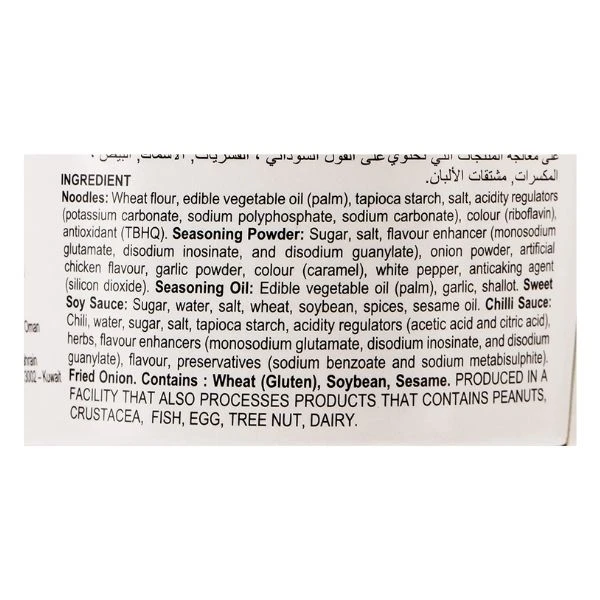 على معالجة المنتجات التي تحتوي على الفول السوداني ، القشريات, الأسماك, البيض ،
المكسرات, مشتقات الألبان.
INGREDIENT
Noodles: Wheat flour, edible vegetable oil (palm), tapioca starch, salt, acidity regulators
(potassium carbonate, sodium polyphosphate, sodium carbonate), colour (riboflavin),
antioxidant (TBHQ). Seasoning Powder: Sugar, salt, flavour enhancer (monosodium
glutamate, disodium inosinate, and disodium guanylate), onion powder, artificial
chicken flavour, garlic powder, colour (caramel), white pepper, anticaking agent
(silicon dioxide). Seasoning Oil: Edible vegetable oil (palm), garlic, shallot. Sweet
Soy Sauce: Sugar, water, salt, wheat, soybean, spices, sesame oil. Chilli Sauce:
Chili, water, sugar, salt, tapioca starch, acidity regulators (acetic and citric acid),
herbs, flavour enhancers (monosodium glutamate, disodium inosinate, and disodium
guanylate), flavour, preservatives (sodium benzoate and sodium metabisulphite).
Fried Onion. Contains : Wheat (Gluten), Soybean, Sesame. PRODUCED IN A
FACILITY THAT ALSO PROCESSES PRODUCTS THAT CONTAINS PEANUTS,
CRUSTACEA, FISH, EGG, TREE NUT, DAIRY.
Oman
3002 – Kuwait